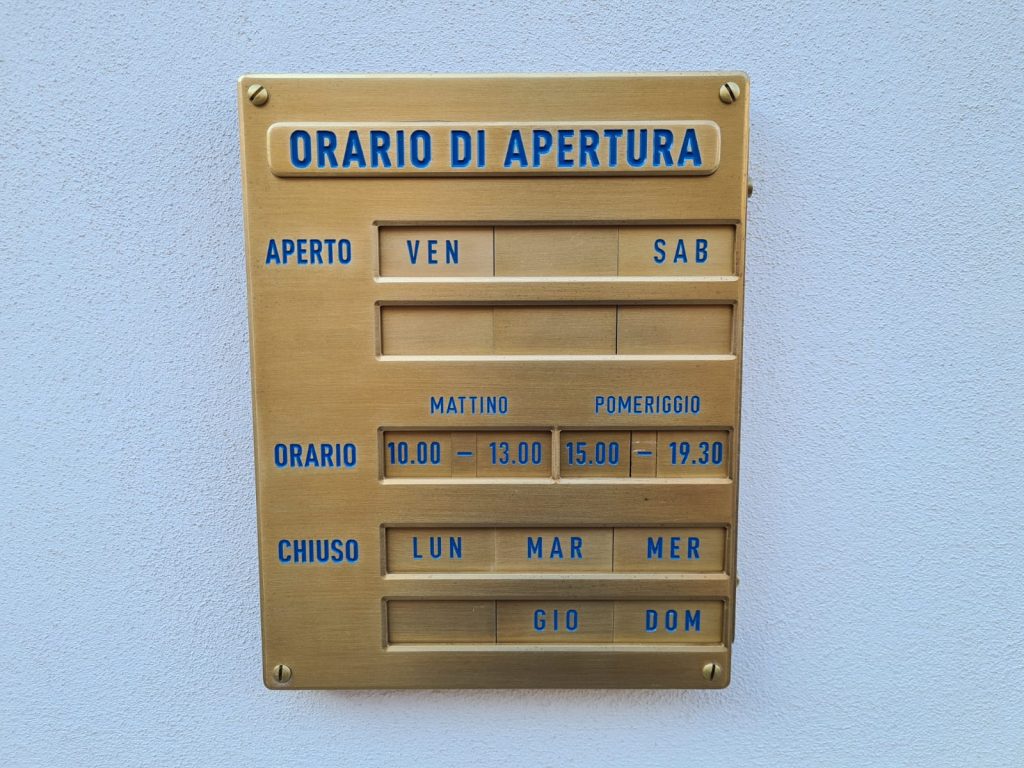 ORARIO DI APERTURA
APERTO VEN SAB
MATTINO POMERIGGIO
ORARIO 10.00 – 13.00 15.00 – 19.30
CHIUSO LUN MAR MER
GIO DOM